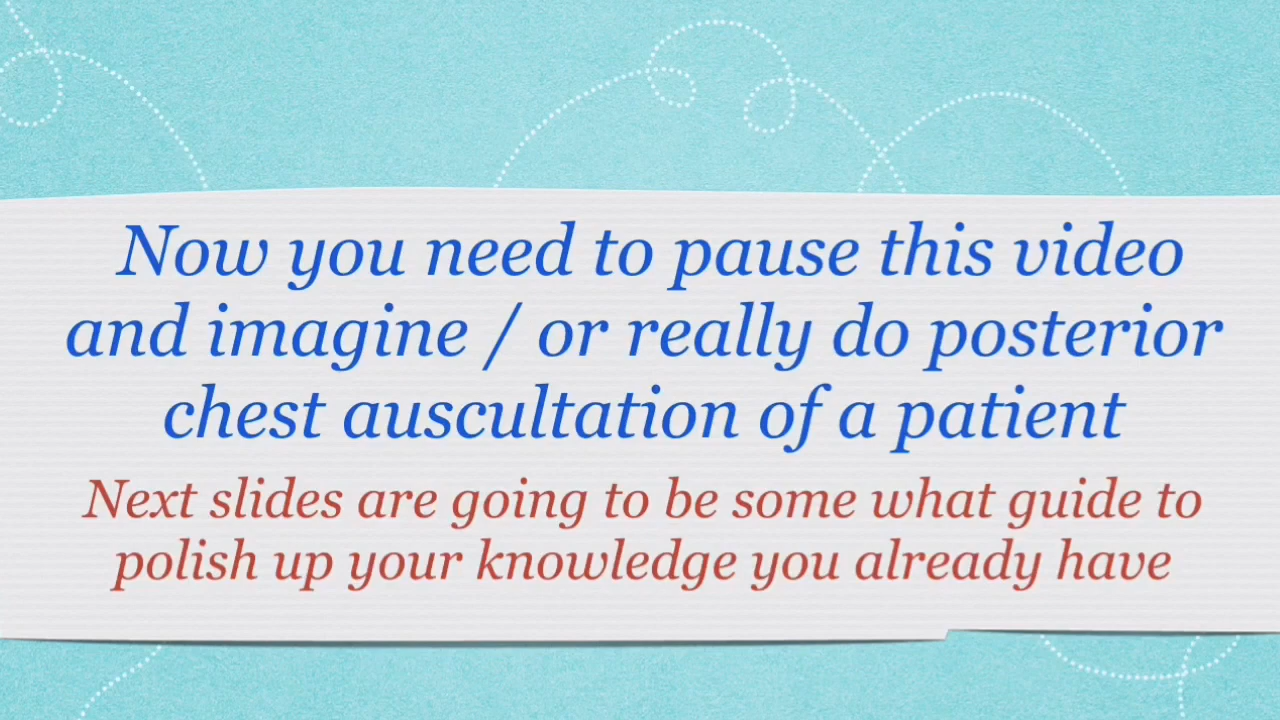 Now you need to pause this video
and imagine / or really do posterior
chest auscultation of a patient
Next slides are going to be some what guide to
polish up your knowledge you already have